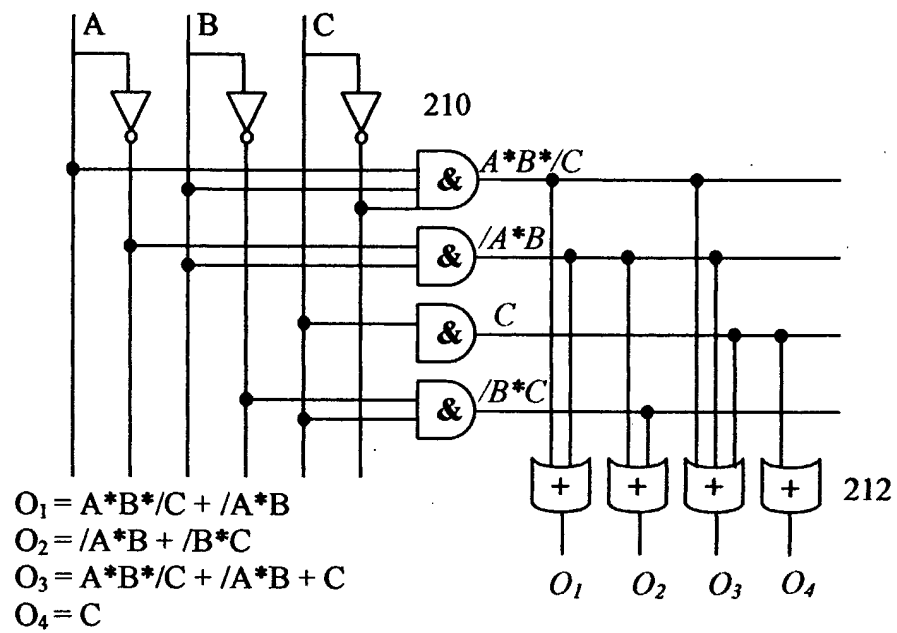 A B C
210
& A*B*/C
& /A*B
& C
& /B*C
+ + + + 212
O₁ = A*B*/C + /A*B
O₂ = /A*B + /B*C
O₃ = A*B*/C + /A*B + C
O₄ = C
O₁ O₂ O₃ O₄